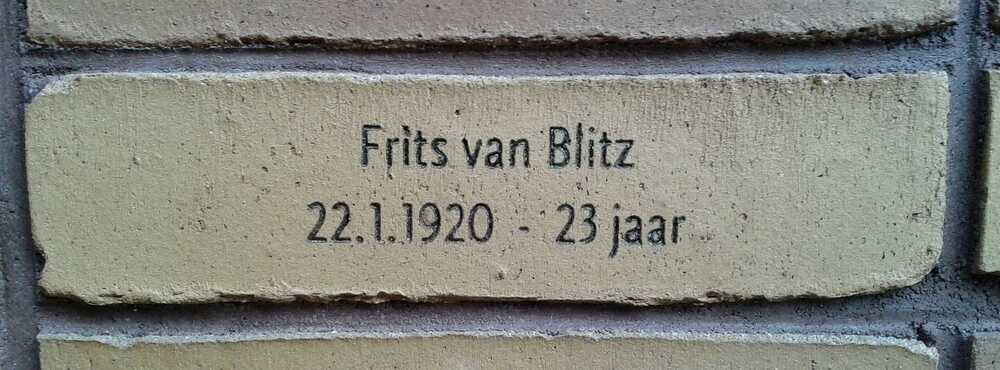 Frits van Blitz
22.1.1920 - 23 jaar